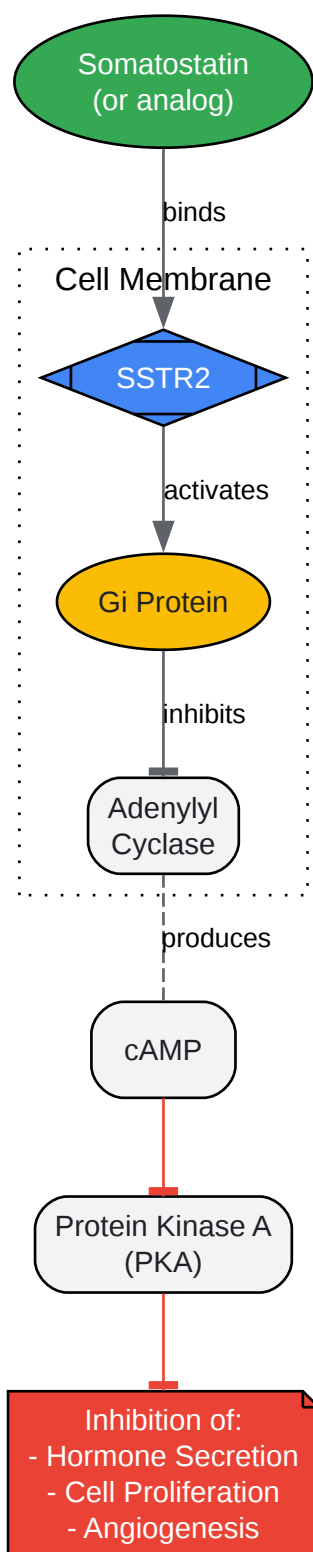 Somatostatin
(or analog)
binds
Cell Membrane
SSTR2
activates
Gi Protein
inhibits
Adenylyl
Cyclase
produces
cAMP
Protein Kinase A
(PKA)
Inhibition of:
- Hormone Secretion
- Cell Proliferation
- Angiogenesis